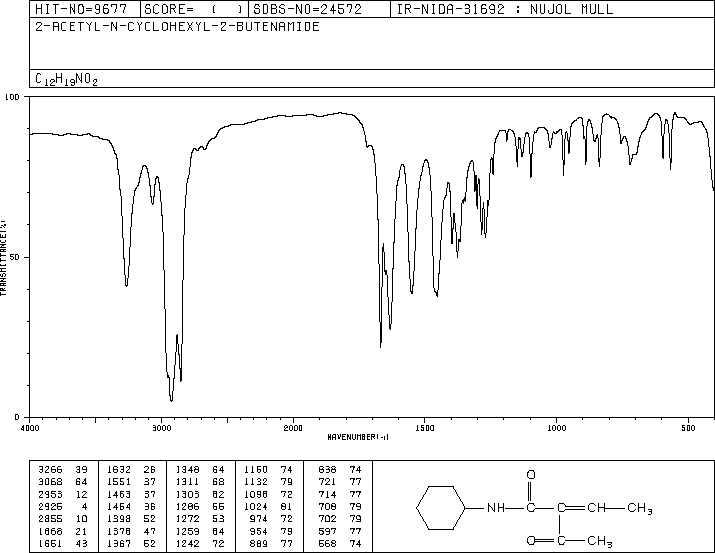 HIT-NO=9677 SCORE= ( ) SDBS-NO=24572 IR-NIDA-31692 : NUJOL MULL
2-ACETYL-N-CYCLOHEXYL-2-BUTENAMIDE
C12H19NO2
100
50
0
TRANSMITTANCE(%)
4000 3000 2000 1500 1000 500
WAVENUMBER(-1)
3266 39 1632 26 1348 64 1150 74 838 74
3068 64 1551 37 1311 68 1132 79 721 77
2953 12 1463 37 1303 62 1098 72 714 77
2925 4 1454 36 1286 55 1024 81 708 79
2855 10 1398 52 1272 53 974 72 702 79
1668 21 1378 47 1259 64 954 79 597 77
1651 43 1367 52 1242 72 889 77 568 74
O
NH C C CH CH3
O C CH3